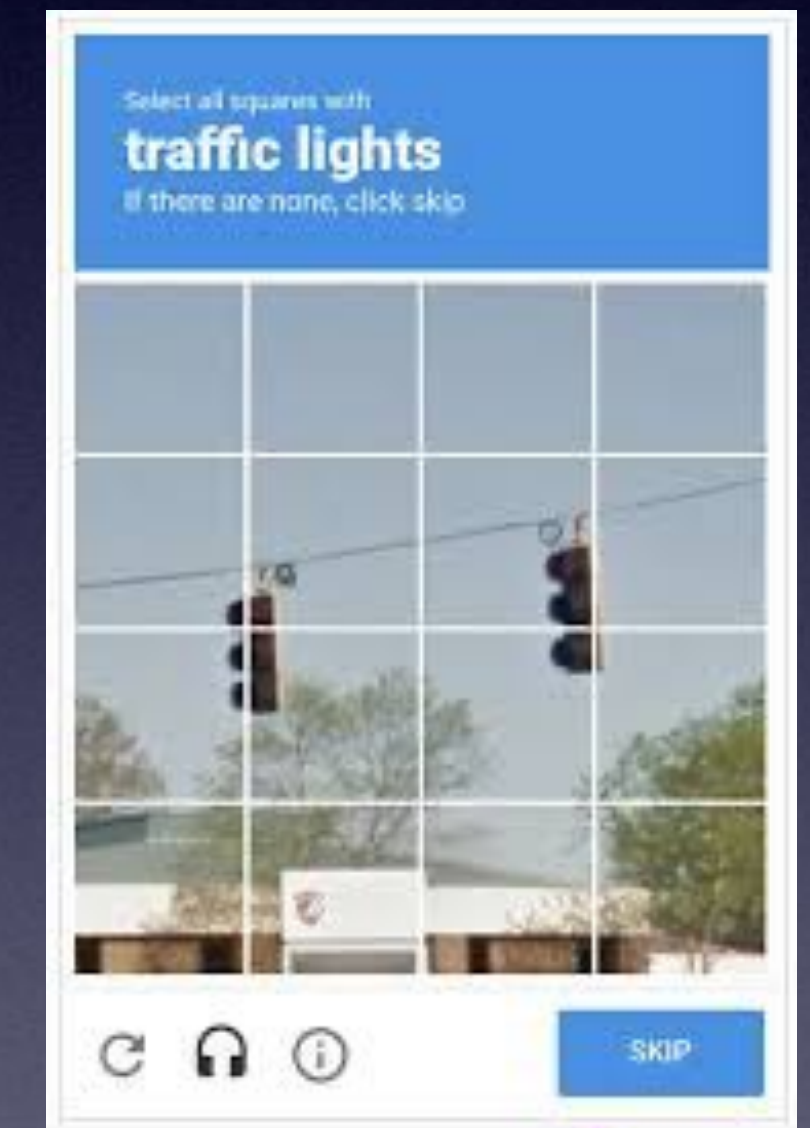 Select all squares with
traffic lights
If there are none, click skip
SKIP